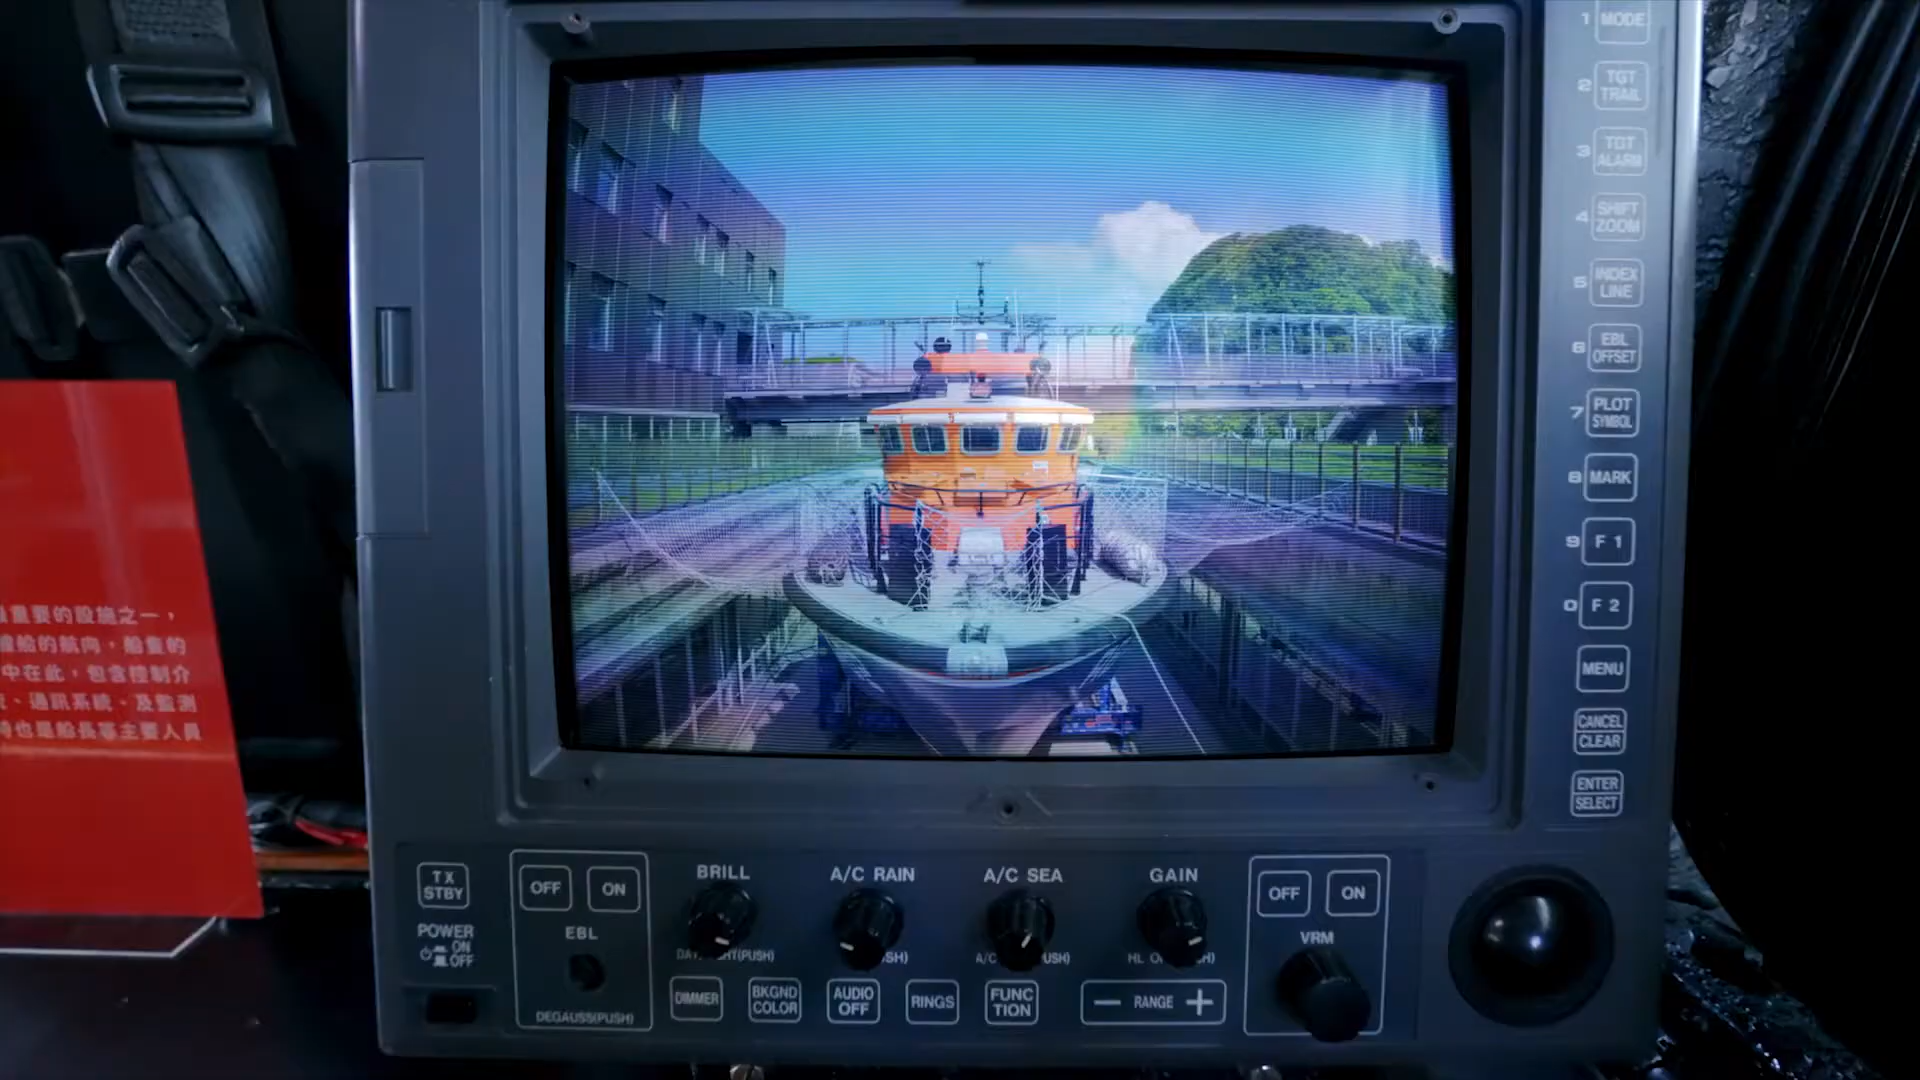 1 MODE
2 TGT TRAIL
3 TGT ALARM
4 SHIFT ZOOM
5 INDEX LINE
6 EBL OFFSET
7 PLOT SYMBOL
8 MARK
9 F 1
0 F 2
MENU
CANCEL CLEAR
ENTER SELECT
重要的設施之一，
船的航向，船隻的
中在此，包含控制介
、通訊系統、及監測
也是船長等主要人員
TX STBY
POWER
ON
OFF
OFF ON
EBL
DEGAUSS(PUSH)
BRILL
A/C RAIN
A/C SEA
GAIN
DIMMER
BKGND COLOR
AUDIO OFF
RINGS
FUNC TION
— RANGE +
OFF ON
VRM